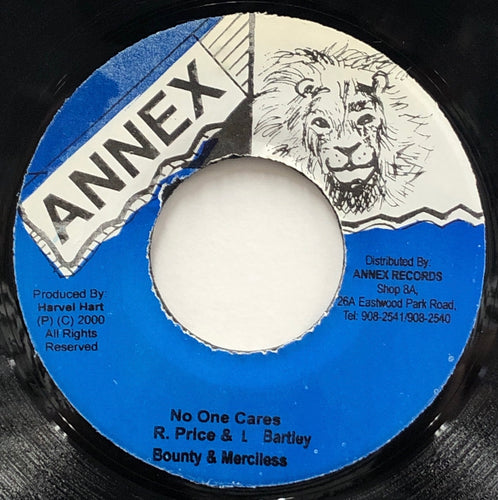 ANNEX
Distributed By:
ANNEX RECORDS
Shop 8A,
26A Eastwood Park Road,
Tel: 908-2541/908-2540
Produced By:
Harvel Hart
(P) (C) 2000
All Rights
Reserved
No One Cares
R. Price & L Bartley
Bounty & Merciless